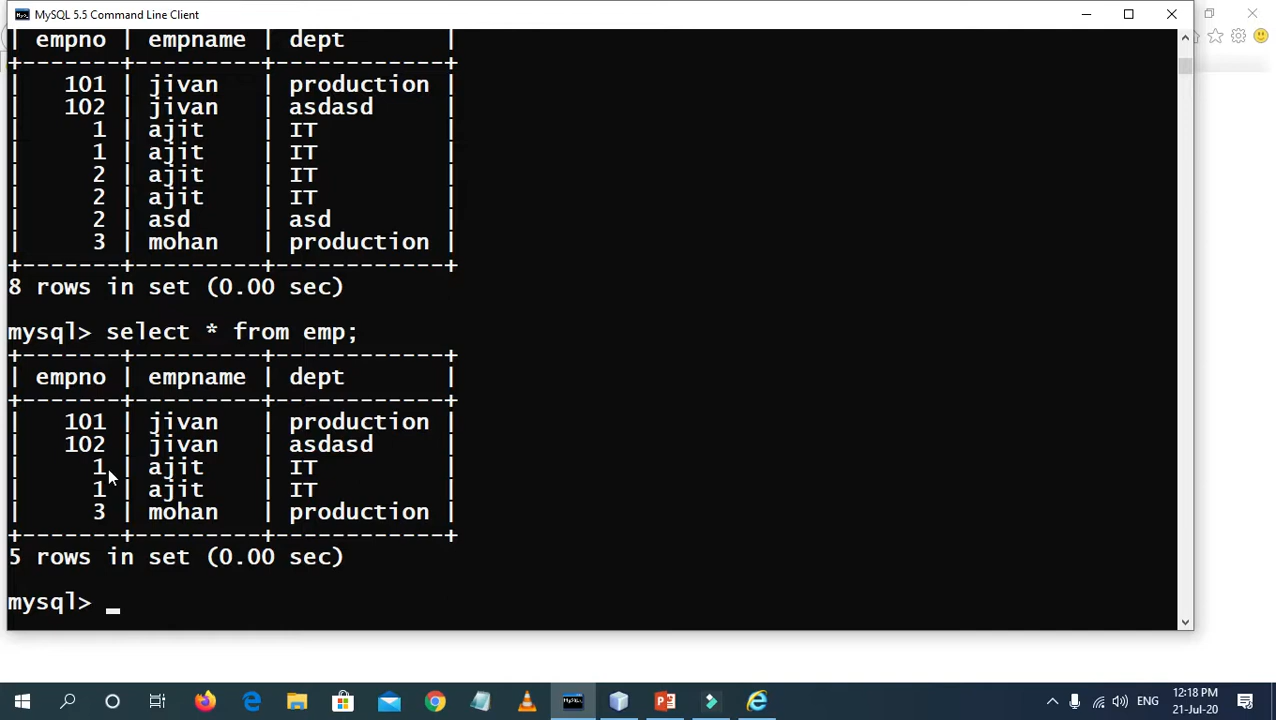 MySQL 5.5 Command Line Client
| empno | empname | dept       |
+-------+---------+------------+
|   101 | jivan   | production |
|   102 | jivan   | asdasd     |
|     1 | ajit    | IT         |
|     1 | ajit    | IT         |
|     2 | ajit    | IT         |
|     2 | ajit    | IT         |
|     2 | asd     | asd        |
|     3 | mohan   | production |
+-------+---------+------------+
8 rows in set (0.00 sec)
mysql> select * from emp;
+-------+---------+------------+
| empno | empname | dept       |
+-------+---------+------------+
|   101 | jivan   | production |
|   102 | jivan   | asdasd     |
|     1 | ajit    | IT         |
|     1 | ajit    | IT         |
|     3 | mohan   | production |
+-------+---------+------------+
5 rows in set (0.00 sec)
mysql> _
ENG
12:18 PM
21-Jul-20